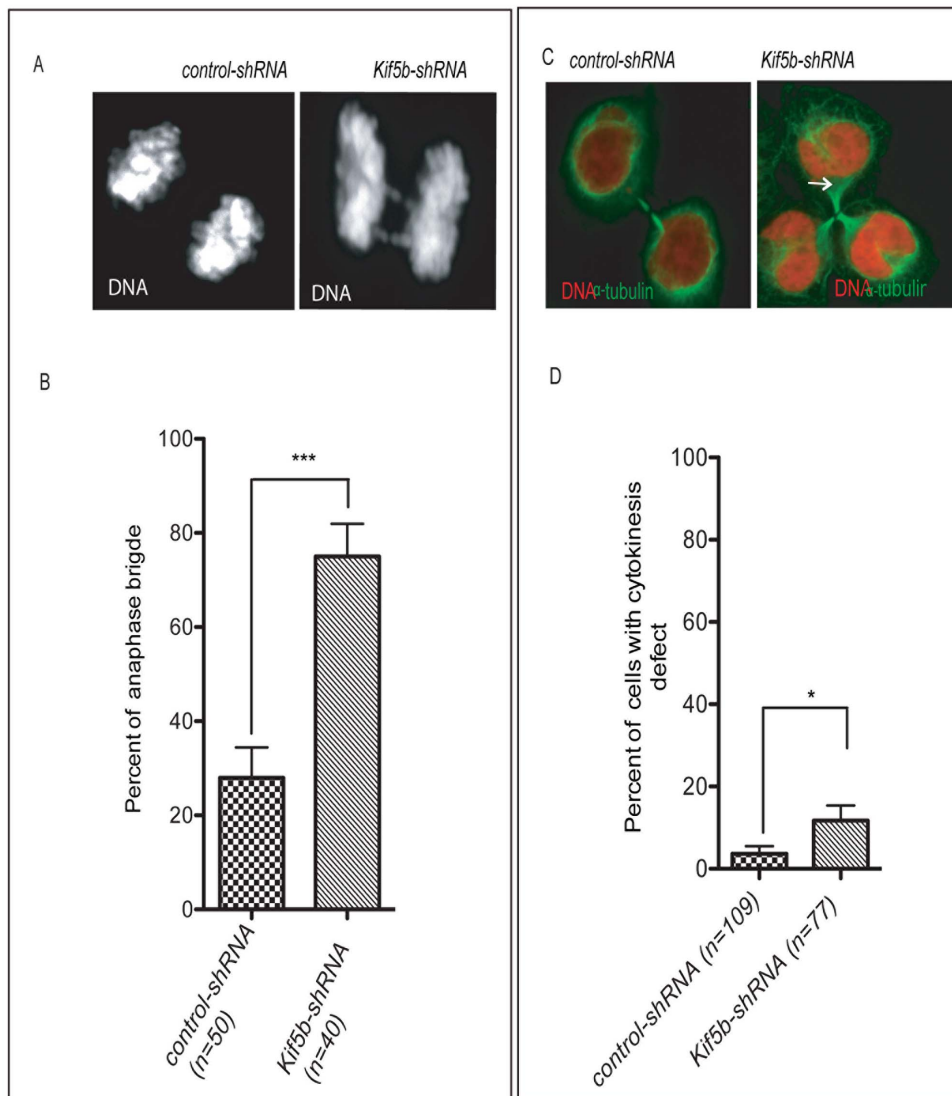 A
control-shRNA Kif5b-shRNA
DNA
DNA
B
Percent of anaphase brigde
100
80
60
40
20
0
***
control-shRNA
(n=50)
Kif5b-shRNA
(n=40)
C
control-shRNA Kif5b-shRNA
DNA α-tubulin
DNA α-tubulir
D
Percent of cells with cytokinesis
defect
100
80
60
40
20
0
*
control-shRNA (n=109)
Kif5b-shRNA (n=77)